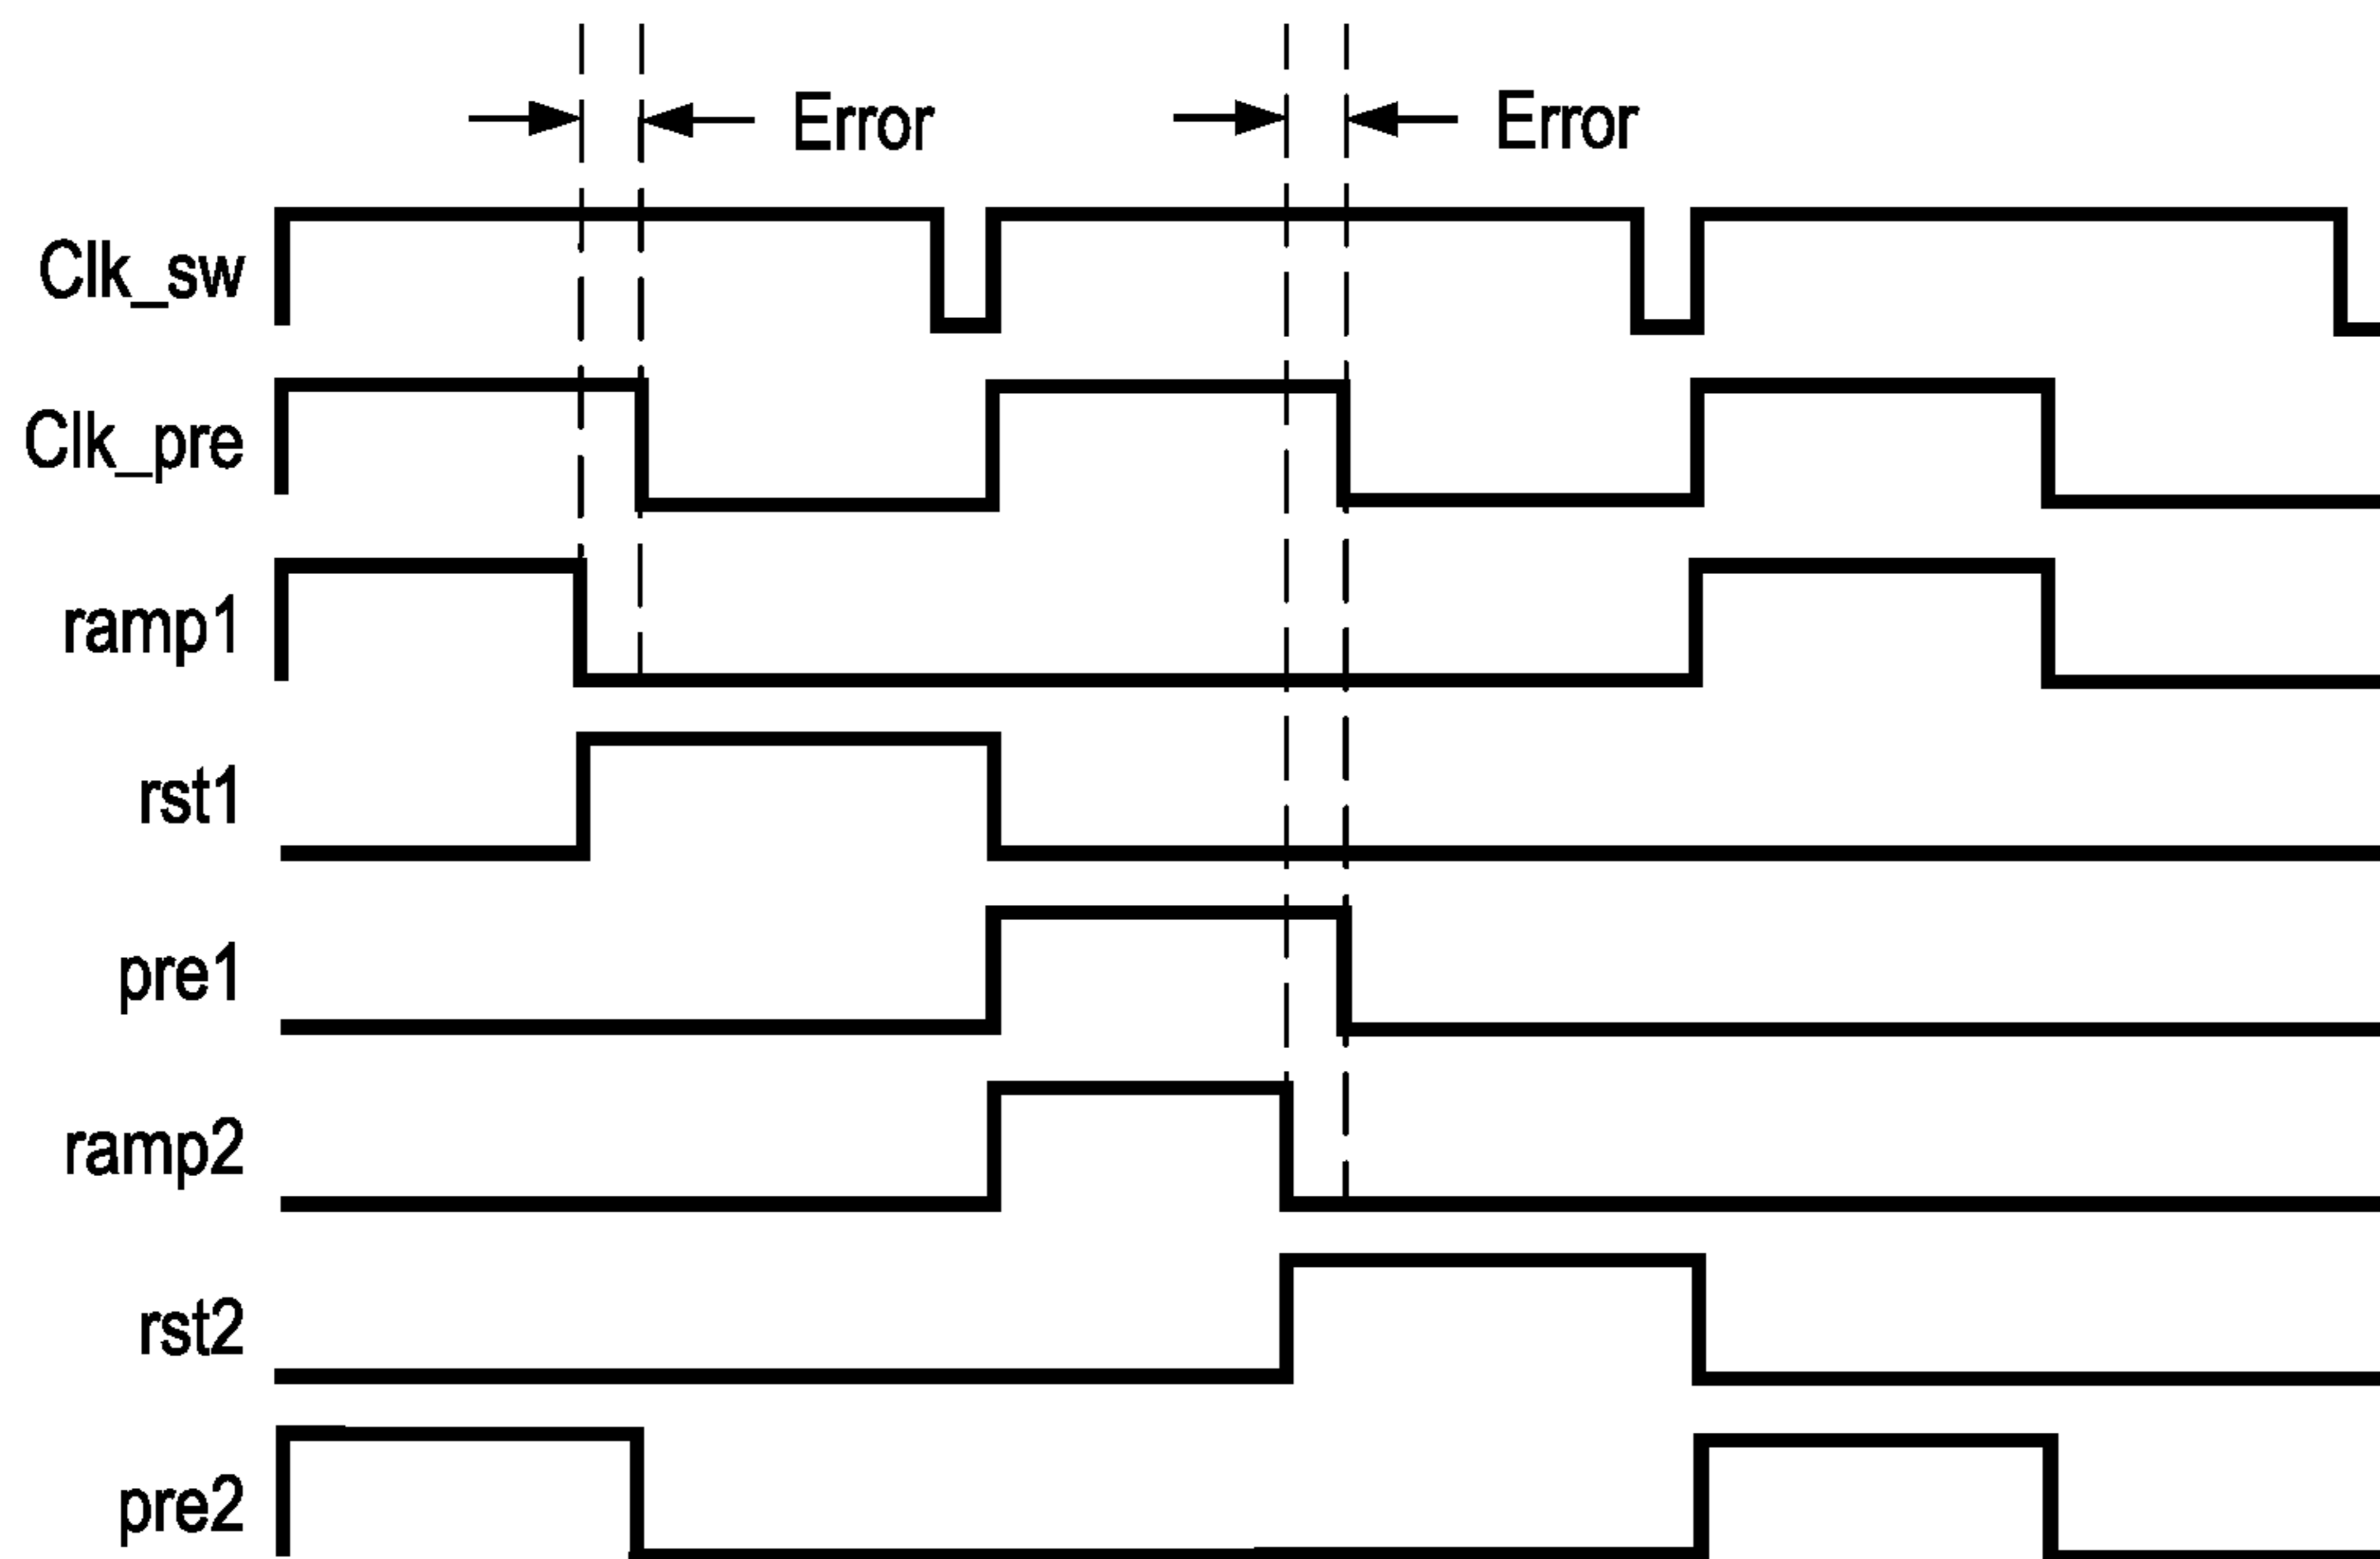 Error Error
Clk_sw
Clk_pre
ramp1
rst1
pre1
ramp2
rst2
pre2